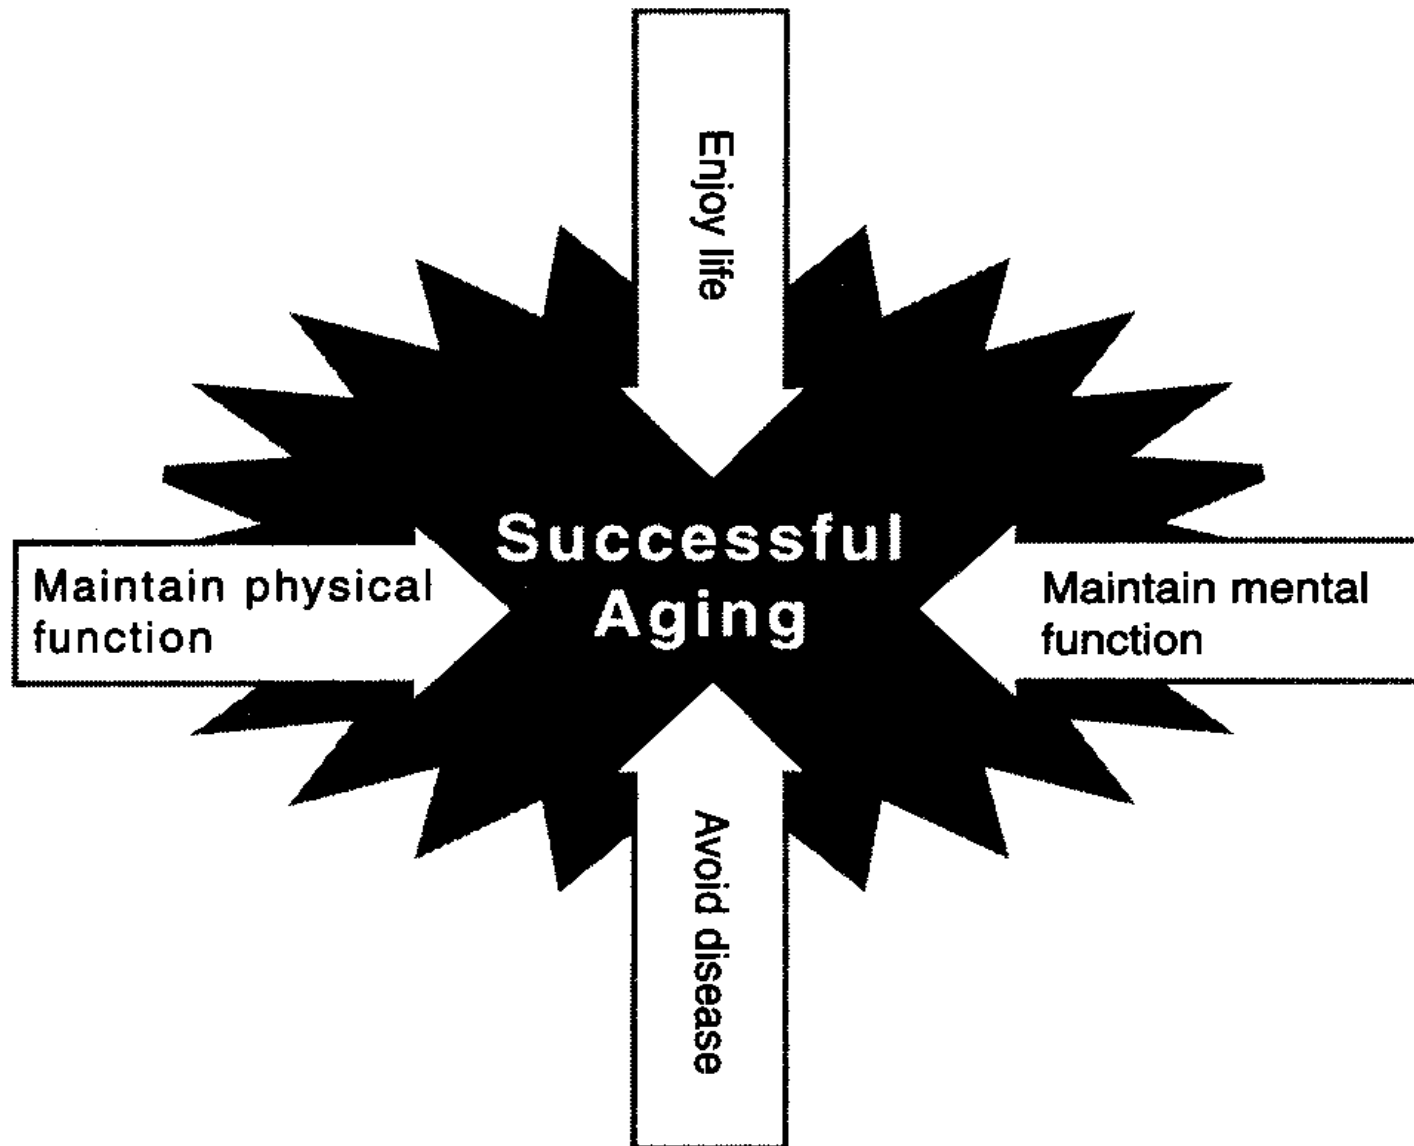 Enjoy life
Successful
Aging
Maintain physical
function
Maintain mental
function
Avoid disease